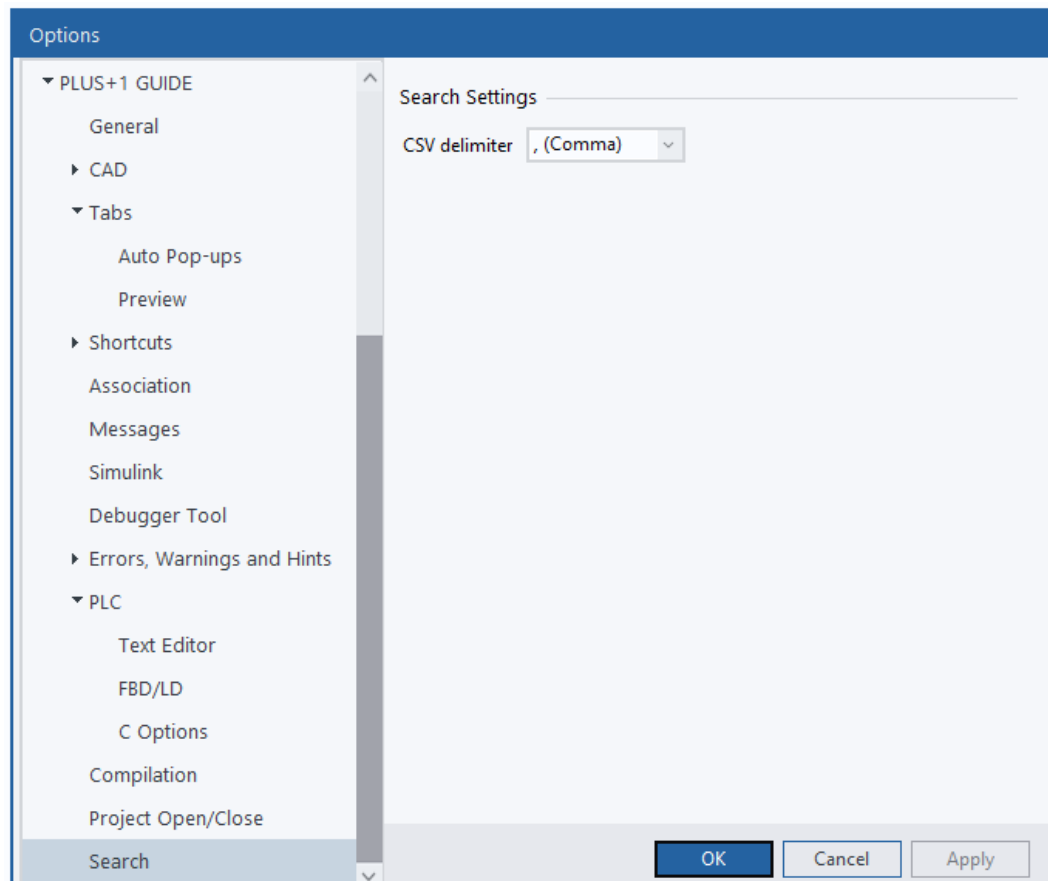 Options
PLUS+1 GUIDE
General
CAD
Tabs
Auto Pop-ups
Preview
Shortcuts
Association
Messages
Simulink
Debugger Tool
Errors, Warnings and Hints
PLC
Text Editor
FBD/LD
C Options
Compilation
Project Open/Close
Search
Search Settings
CSV delimiter , (Comma)
OK Cancel Apply